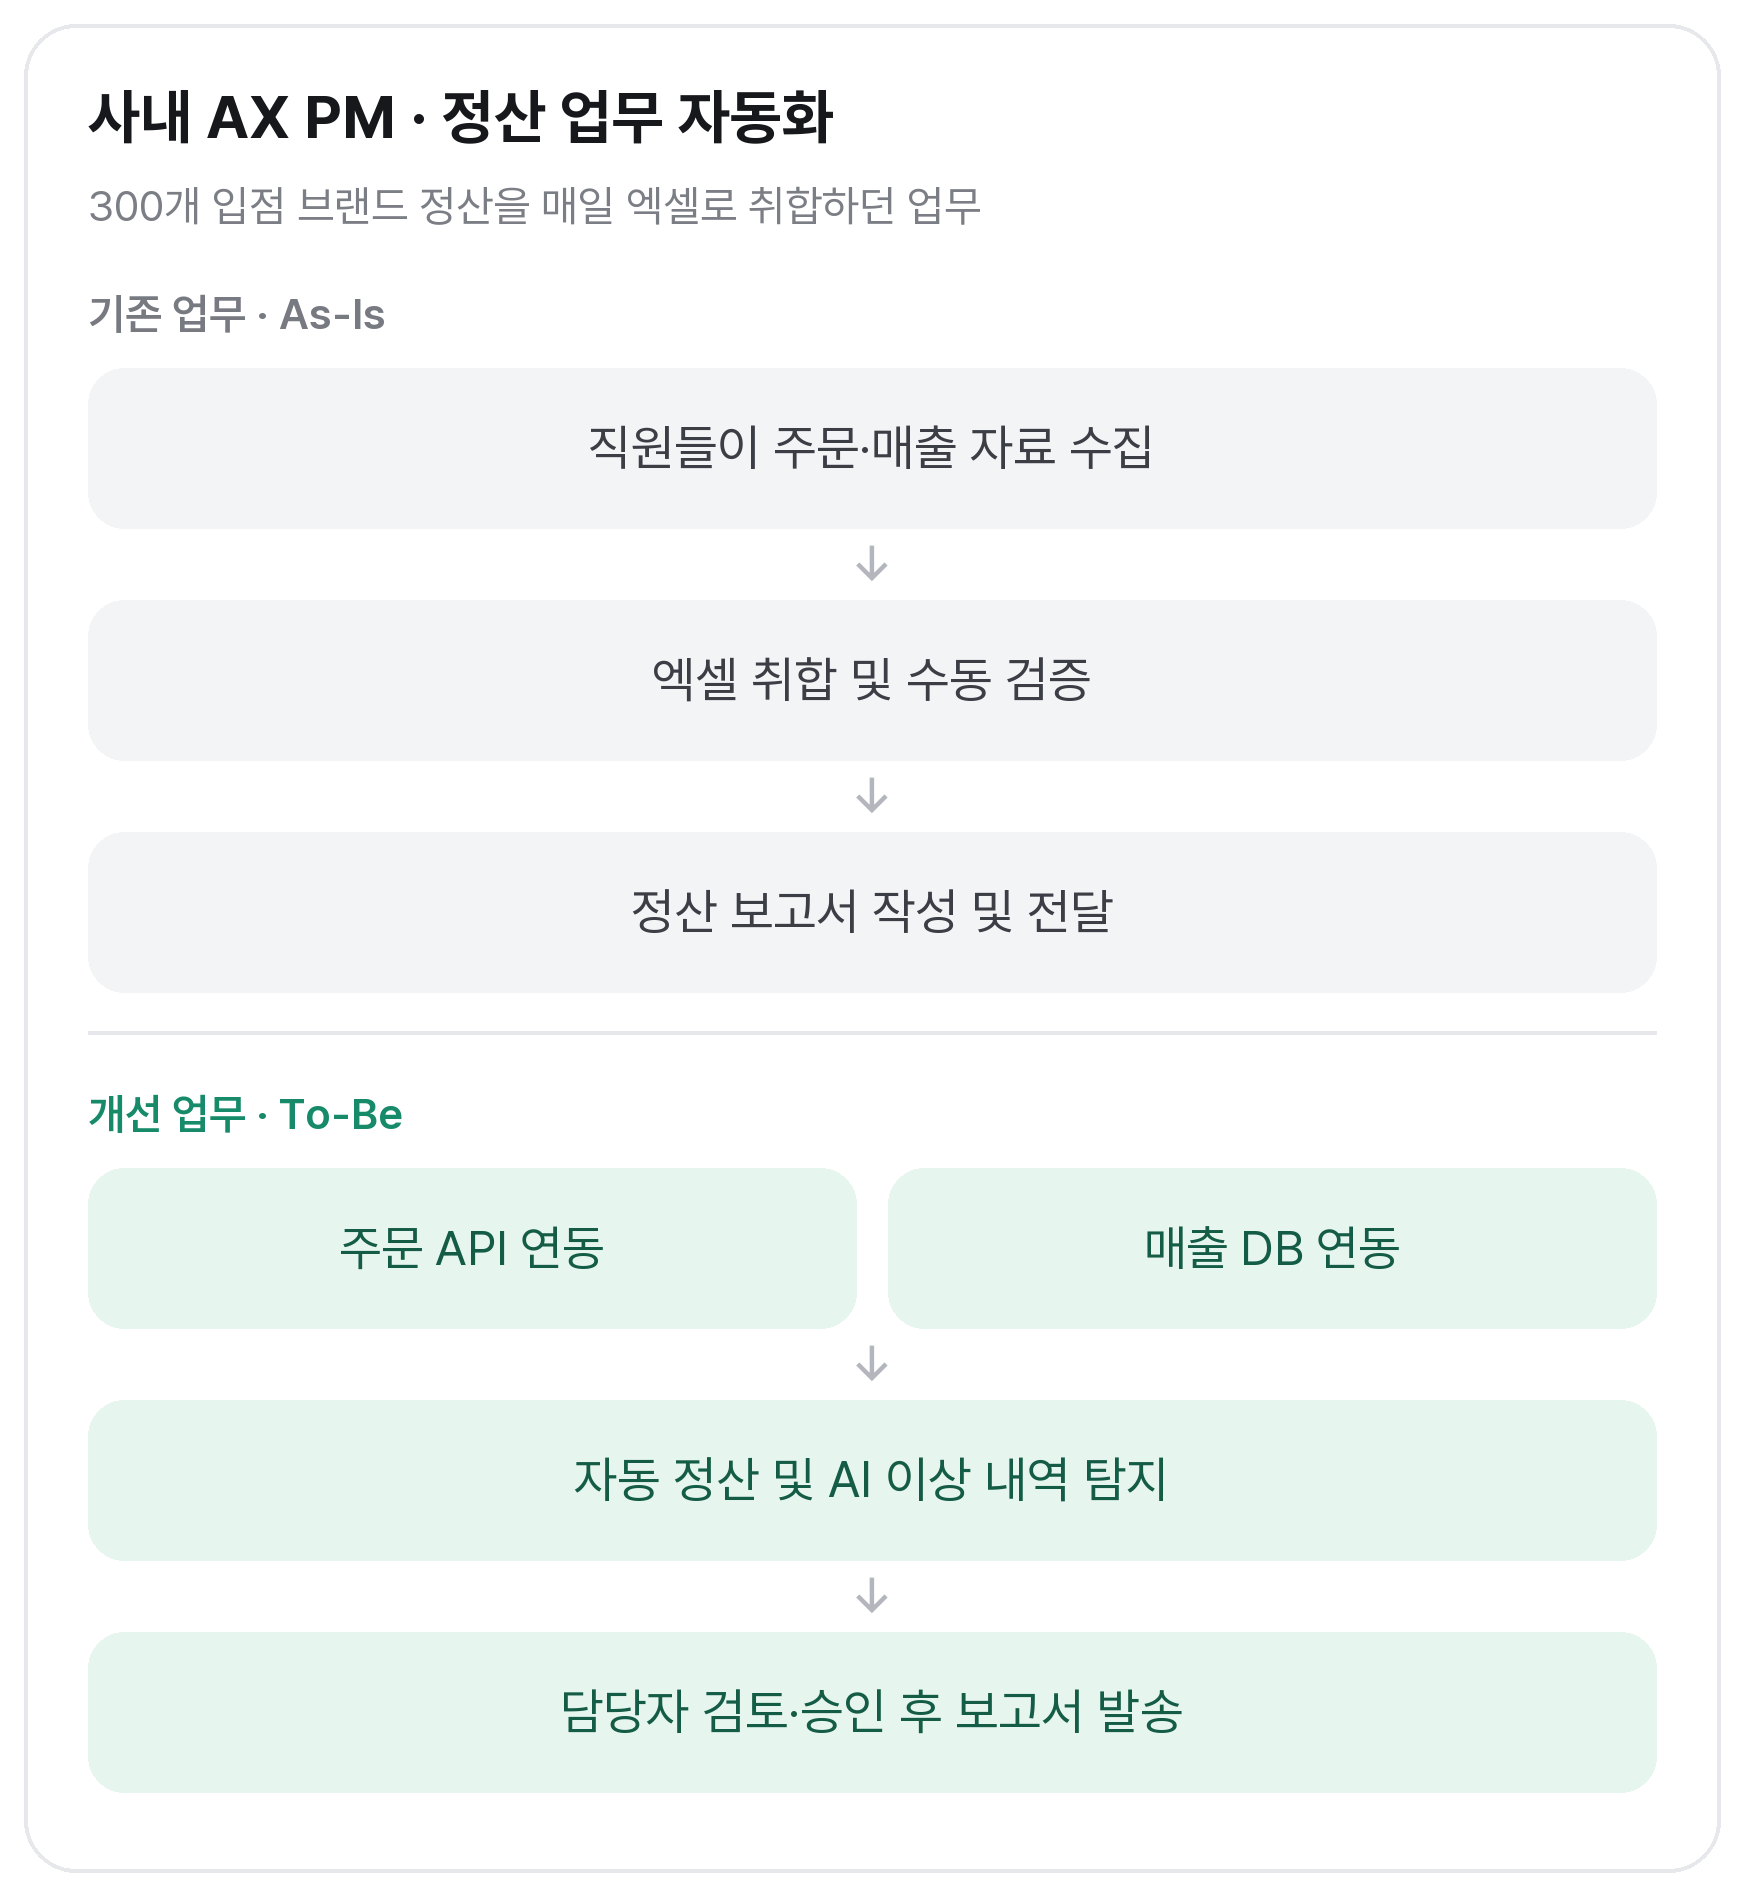 사내 AX PM · 정산 업무 자동화
300개 입점 브랜드 정산을 매일 엑셀로 취합하던 업무
기존 업무 · As-Is
직원들이 주문·매출 자료 수집
↓
엑셀 취합 및 수동 검증
↓
정산 보고서 작성 및 전달
개선 업무 · To-Be
주문 API 연동
매출 DB 연동
↓
자동 정산 및 AI 이상 내역 탐지
↓
담당자 검토·승인 후 보고서 발송